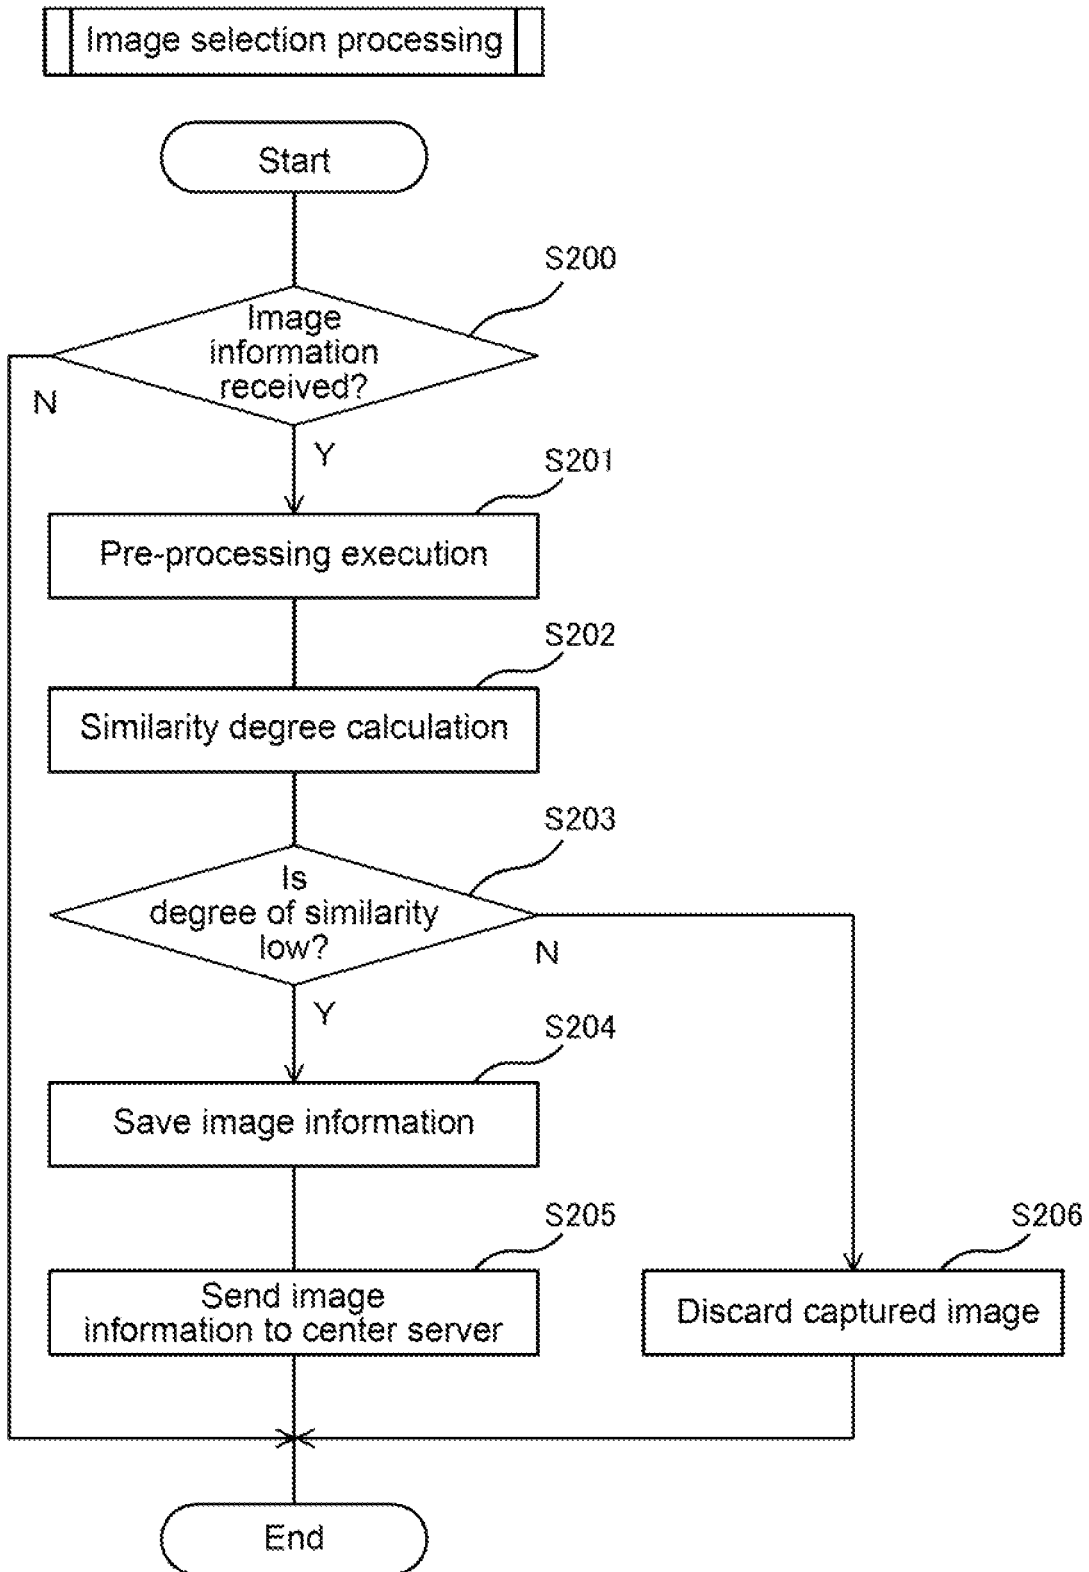 Image selection processing
Start
S200
Image
information
received?
N
Y
S201
Pre-processing execution
S202
Similarity degree calculation
S203
Is
degree of similarity
low?
N
Y
S204
Save image information
S205
Send image
information to center server
S206
Discard captured image
End